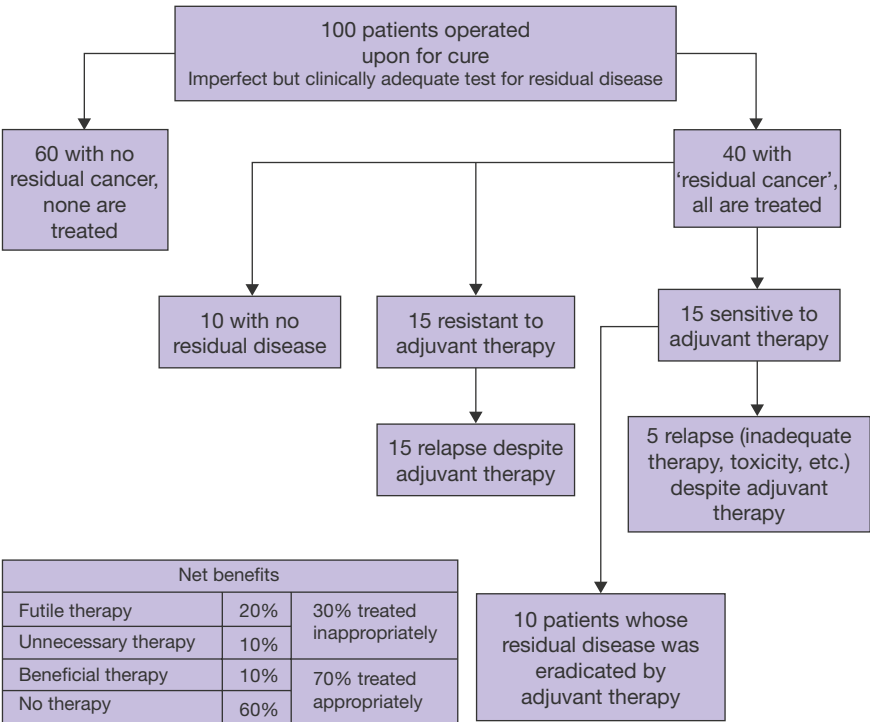 100 patients operated
upon for cure
Imperfect but clinically adequate test for residual disease
60 with no
residual cancer,
none are
treated
40 with
‘residual cancer’,
all are treated
10 with no
residual disease
15 resistant to
adjuvant therapy
15 sensitive to
adjuvant therapy
15 relapse despite
adjuvant therapy
5 relapse (inadequate
therapy, toxicity, etc.)
despite adjuvant
therapy
10 patients whose
residual disease was
eradicated by
adjuvant therapy
Net benefits
Futile therapy 20% 30% treated
Unnecessary therapy 10% inappropriately
Beneficial therapy 10% 70% treated
No therapy 60% appropriately